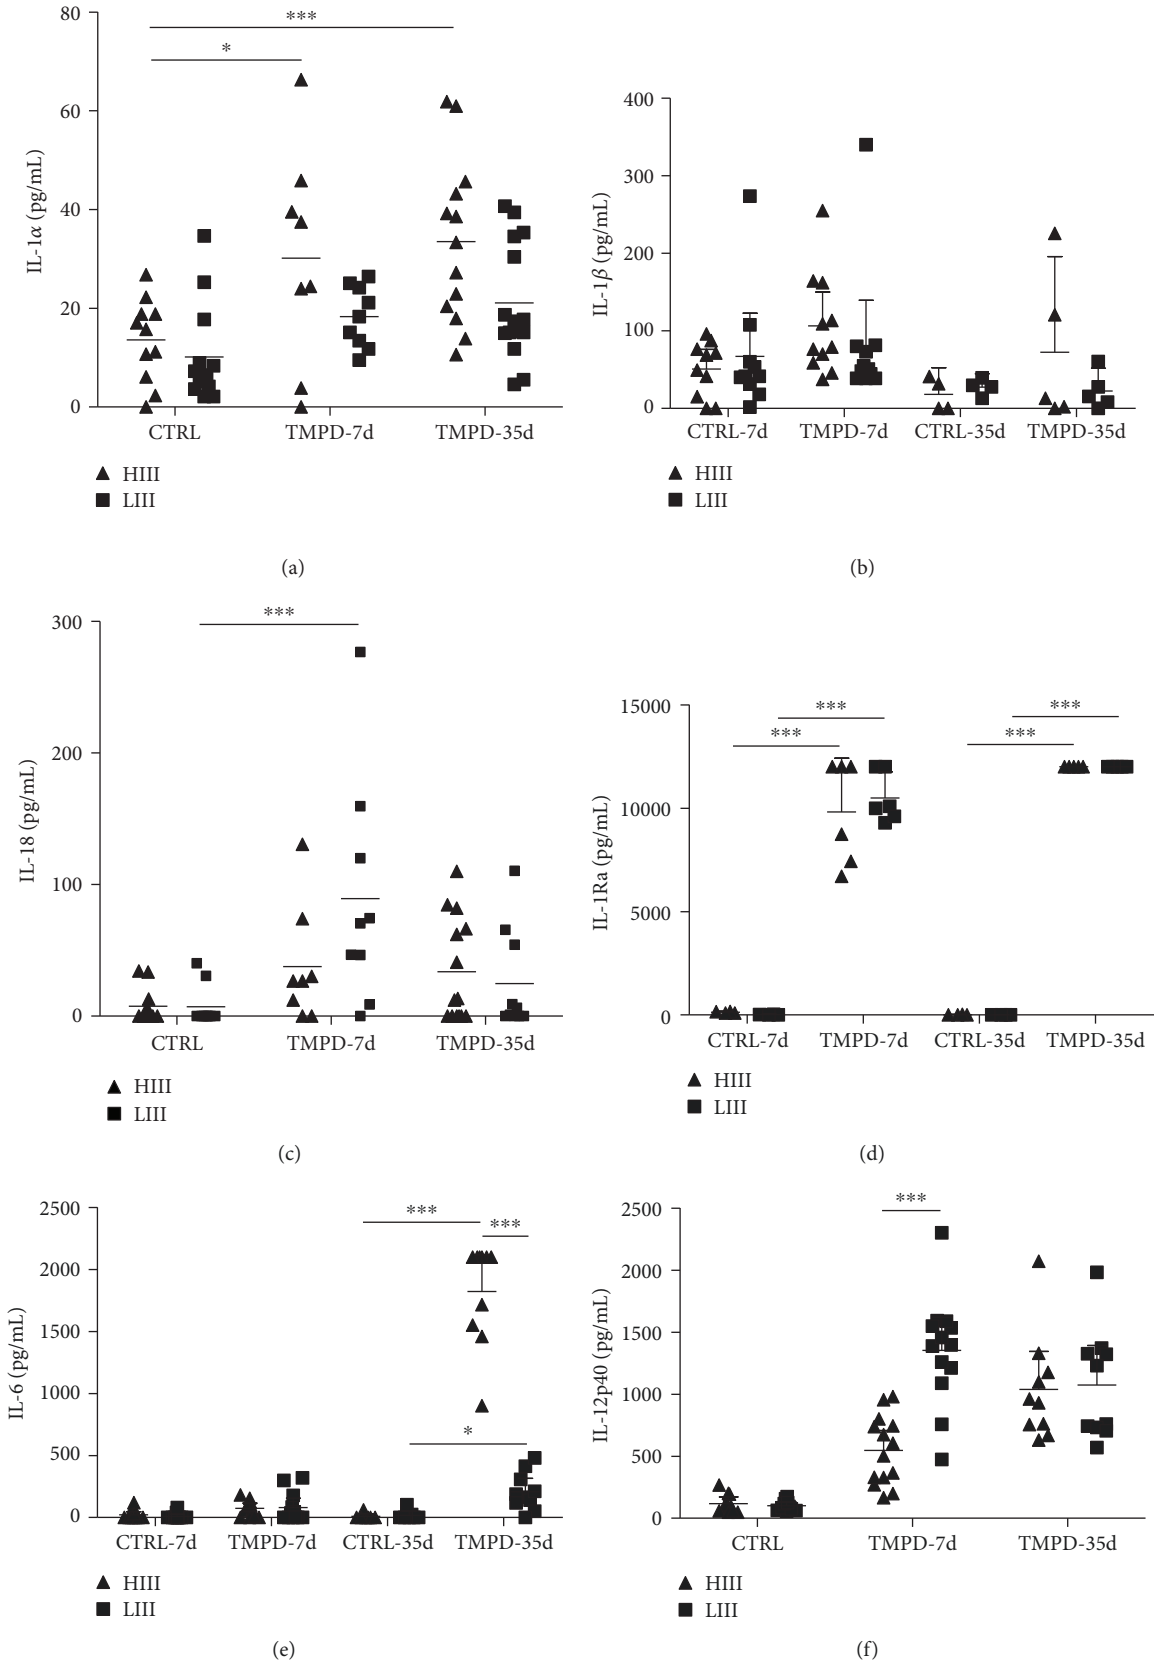 80
60
40
20
0
IL-1α (pg/mL)
***
*
CTRL
TMPD-7d
TMPD-35d
HIII
LIII
(a)
400
300
200
100
0
IL-1β (pg/mL)
CTRL-7d
TMPD-7d
CTRL-35d
TMPD-35d
HIII
LIII
(b)
300
200
100
0
IL-18 (pg/mL)
***
CTRL
TMPD-7d
TMPD-35d
HIII
LIII
(c)
15000
10000
5000
0
IL-1Ra (pg/mL)
***
***
***
***
CTRL-7d
TMPD-7d
CTRL-35d
TMPD-35d
HIII
LIII
(d)
2500
2000
1500
1000
500
0
IL-6 (pg/mL)
***
***
*
CTRL-7d
TMPD-7d
CTRL-35d
TMPD-35d
HIII
LIII
(e)
2500
2000
1500
1000
500
0
IL-12p40 (pg/mL)
***
CTRL
TMPD-7d
TMPD-35d
HIII
LIII
(f)